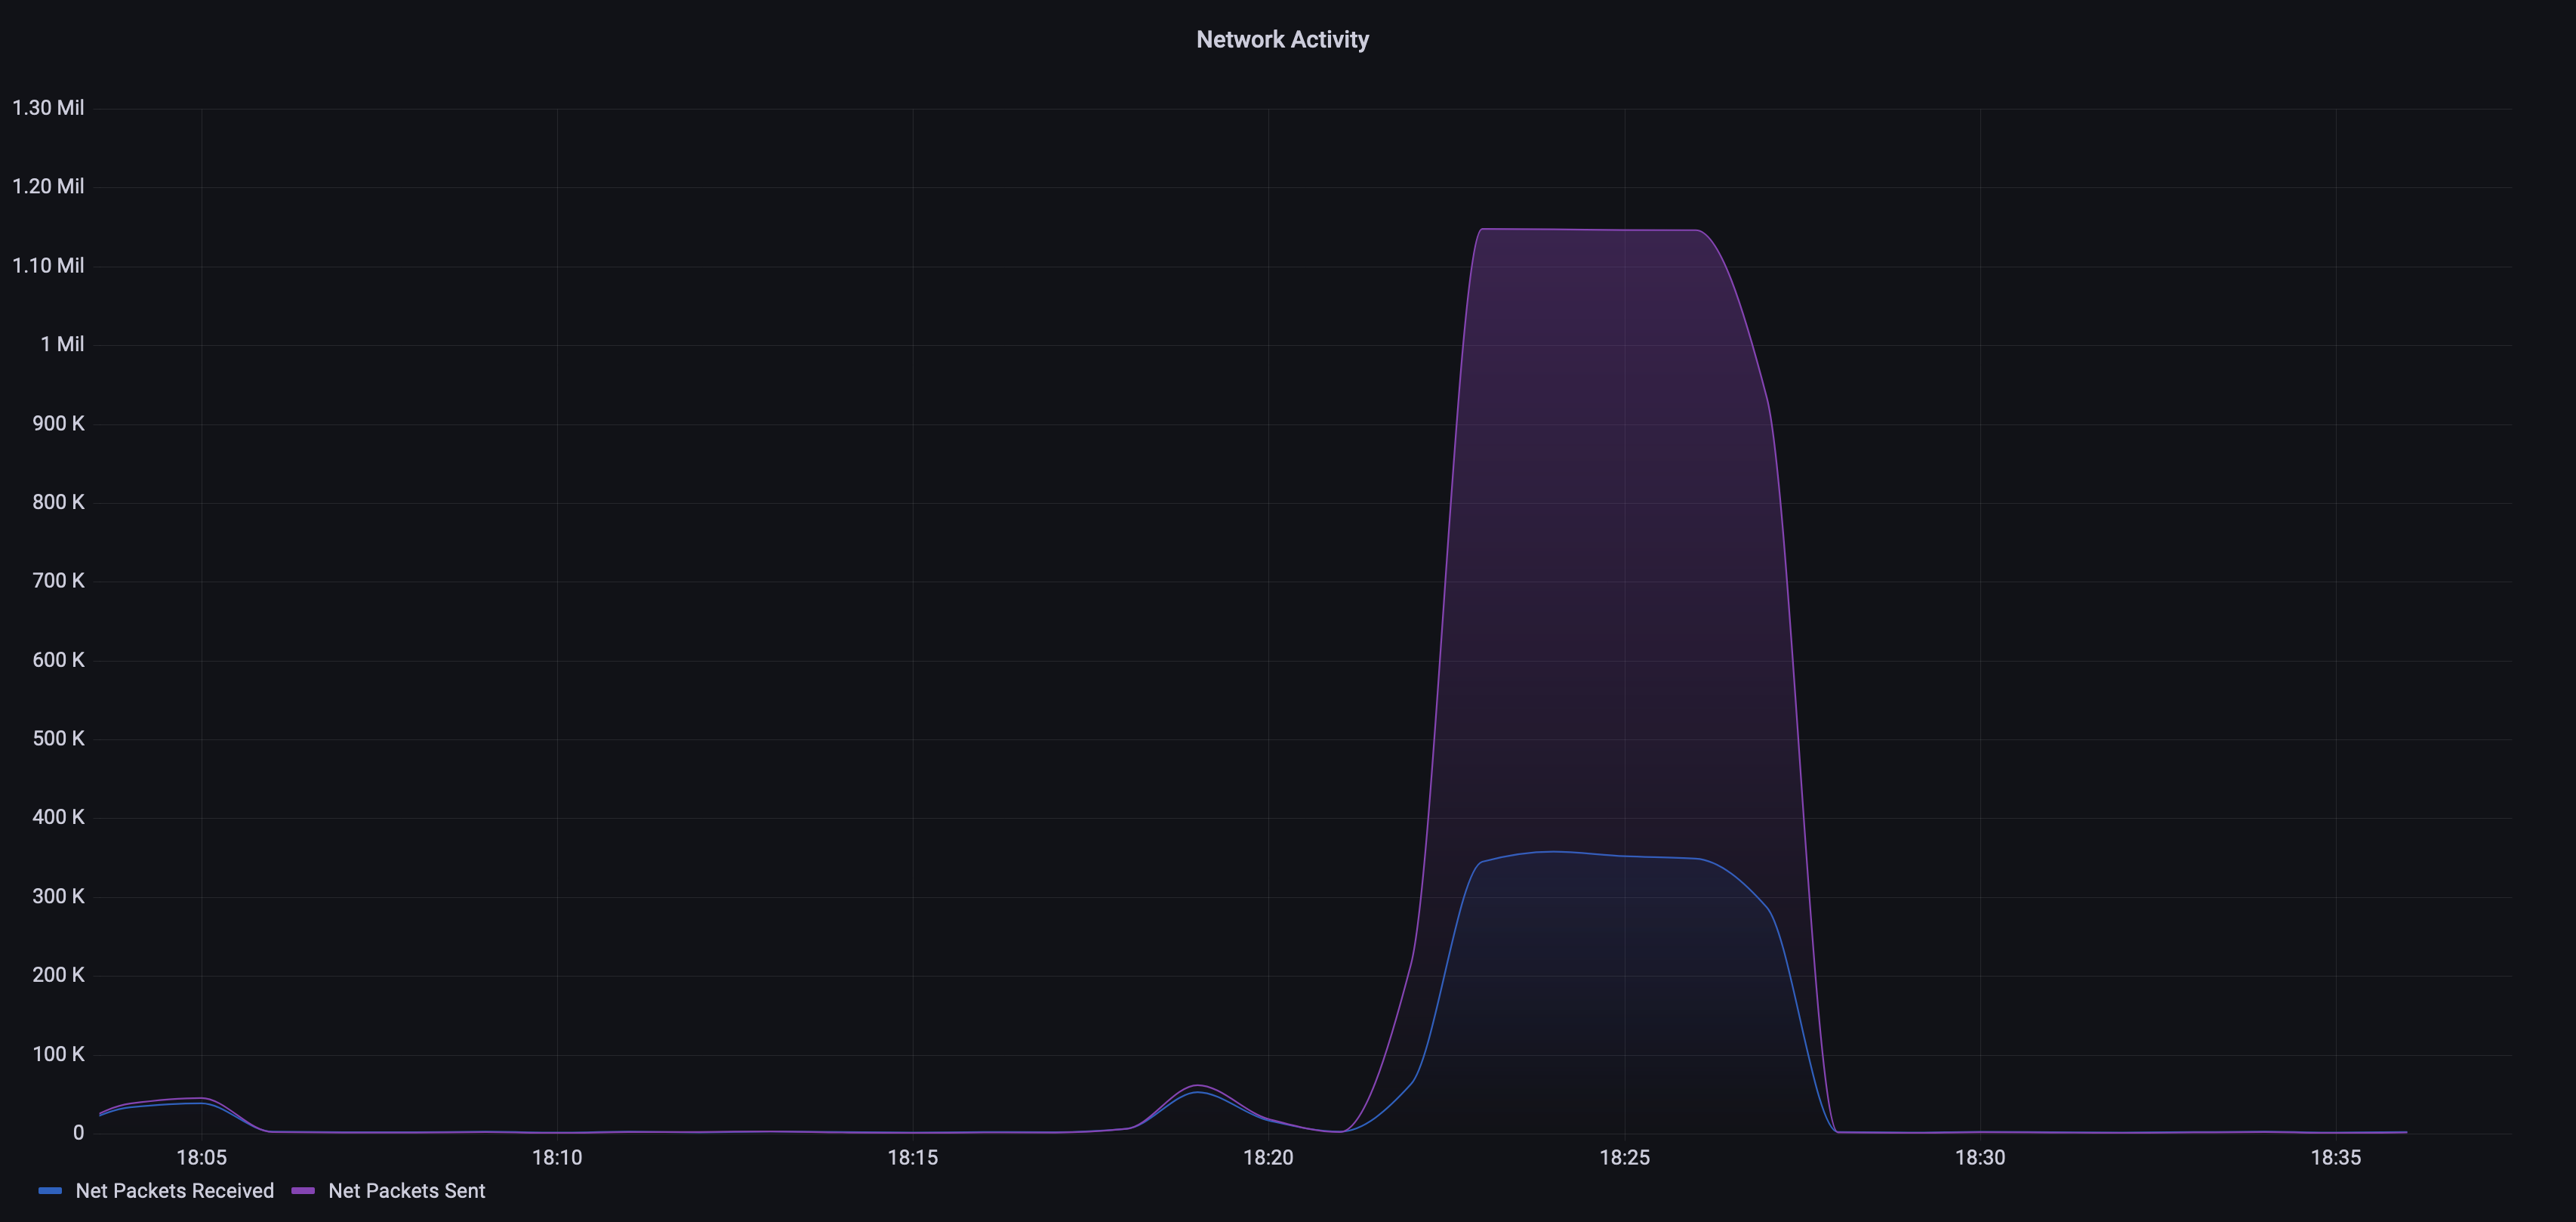 Network Activity
1.30 Mil
1.20 Mil
1.10 Mil
1 Mil
900 K
800 K
700 K
600 K
500 K
400 K
300 K
200 K
100 K
0
18:05 18:10 18:15 18:20 18:25 18:30 18:35
Net Packets Received Net Packets Sent